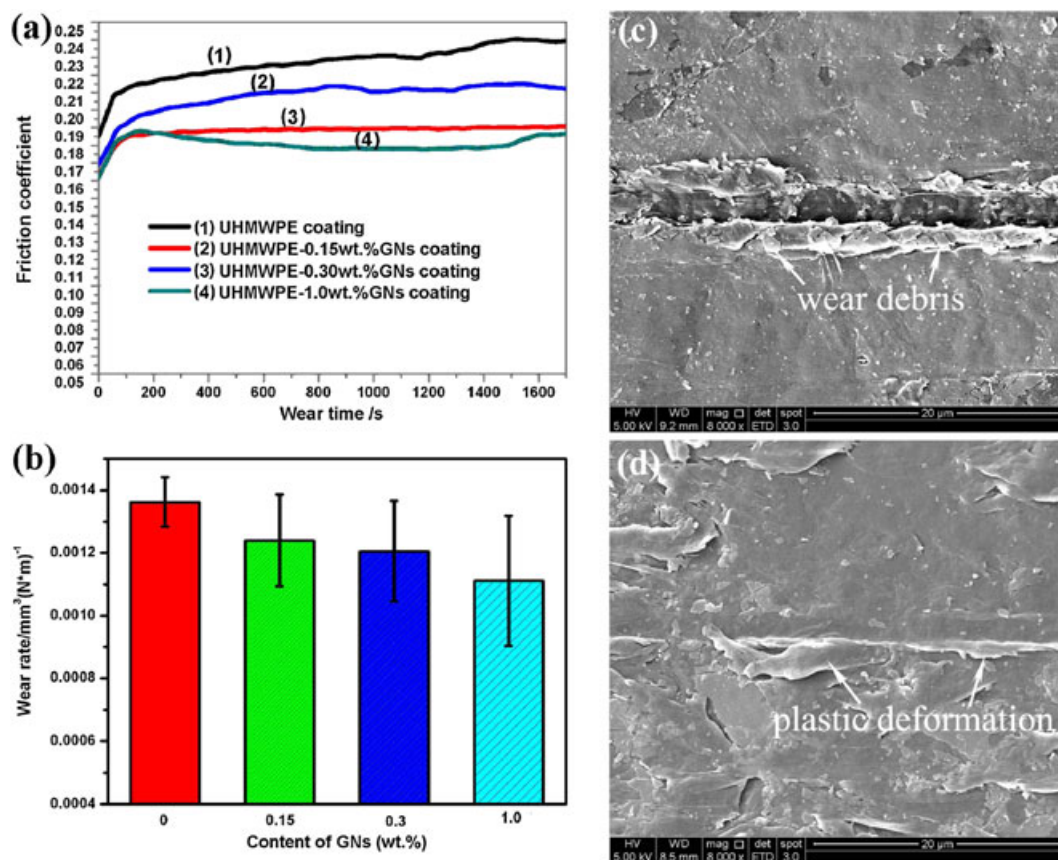 (a)
0.25
0.24
0.23
0.22
0.21
0.20
0.19
0.18
0.17
0.16
0.15
0.14
0.13
0.12
0.11
0.10
0.09
0.08
0.07
0.06
0.05
Friction coefficient
(1)
(2)
(3)
(4)
(1) UHMWPE coating
(2) UHMWPE-0.15wt.%GNs coating
(3) UHMWPE-0.30wt.%GNs coating
(4) UHMWPE-1.0wt.%GNs coating
0 200 400 600 800 1000 1200 1400 1600
Wear time /s
(b)
0.0014
0.0012
0.0010
0.0008
0.0006
0.0004
Wear rate/mm³(N*m)⁻¹
0 0.15 0.3 1.0
Content of GNs (wt.%)
(c)
wear debris
HV WD mag det spot
5.00 kV 9.2 mm 8 000 x ETD 3.0
20 µm
(d)
plastic deformation
HV WD mag det spot
5.00 kV 8.5 mm 8 000 x ETD 3.0
20 µm